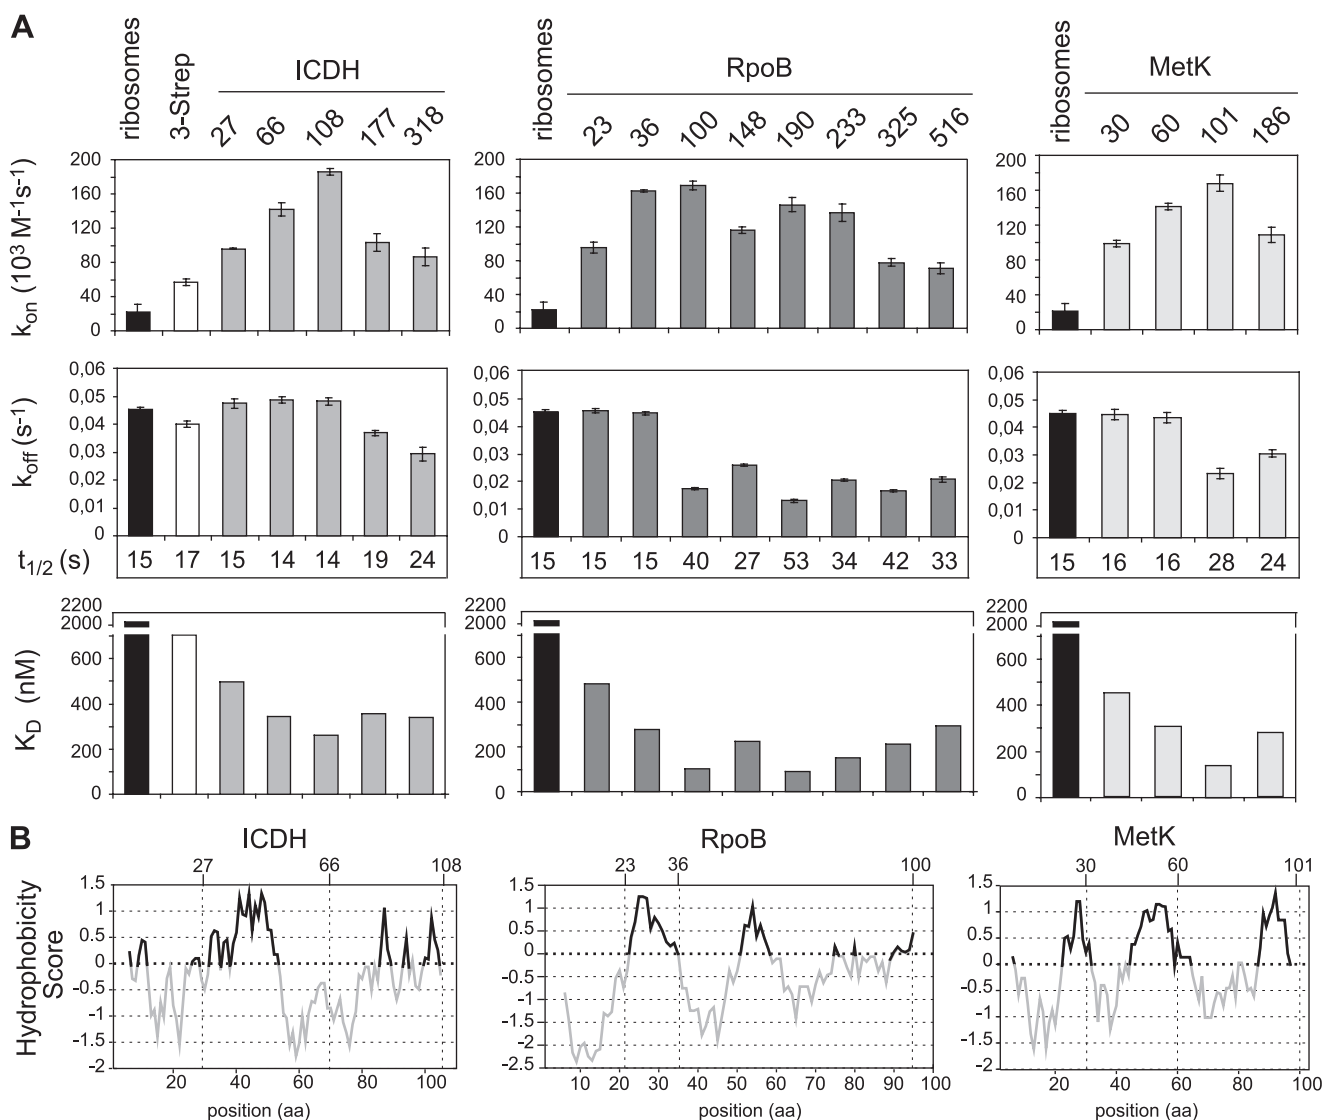 A
ribosomes 3-Strep ICDH 27 66 108 177 318
ribosomes RpoB 23 36 100 148 190 233 325 516
ribosomes MetK 30 60 101 186
kon (10³ M-1s-1)
200 160 120 80 40 0
200 160 120 80 40 0
200 160 120 80 40 0
koff (s-1)
0,06 0,05 0,04 0,03 0,02 0,01 0
0,06 0,05 0,04 0,03 0,02 0,01 0
0,06 0,05 0,04 0,03 0,02 0,01 0
t1/2 (s) 15 17 15 14 14 19 24
15 15 15 40 27 53 34 42 33
15 16 16 28 24
KD (nM)
2200 2000 600 400 200 0
2200 2000 600 400 200 0
2200 2000 600 400 200 0
B
ICDH
27 66 108
RpoB
23 36 100
MetK
30 60 101
Hydrophobicity
Score
1.5 1 0.5 0 -0.5 -1 -1.5 -2
20 40 60 80 100
position (aa)
1.5 1 0.5 0 -0.5 -1 -1.5 -2 -2.5
10 20 30 40 50 60 70 80 90 100
position (aa)
1.5 1 0.5 0 -0.5 -1 -1.5 -2
20 40 60 80 100
position (aa)